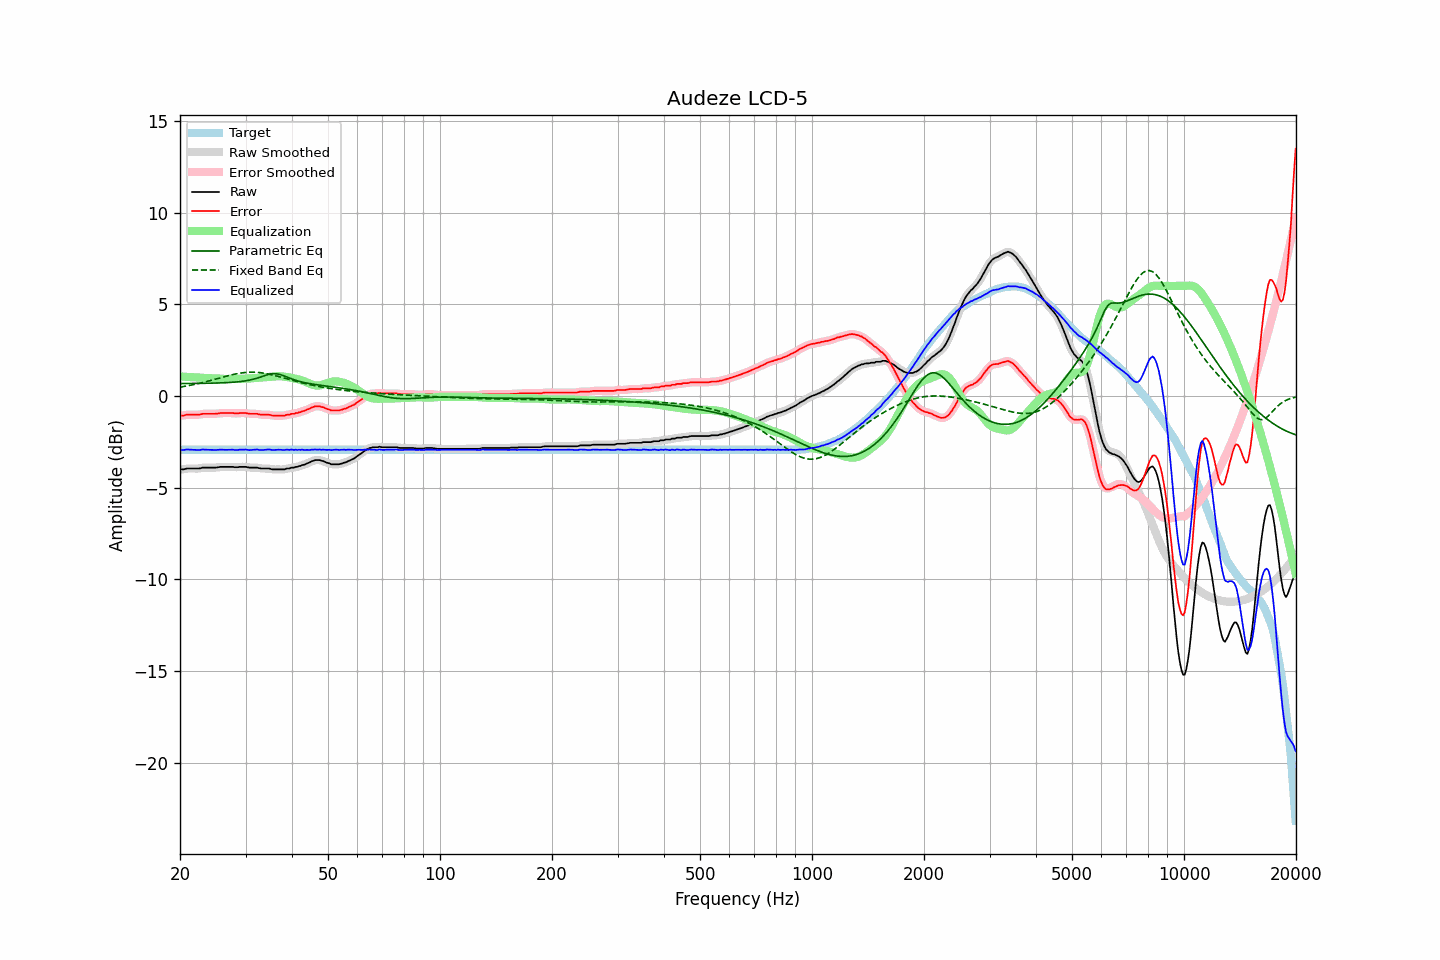 Audeze LCD-5
Target
Raw Smoothed
Error Smoothed
Raw
Error
Equalization
Parametric Eq
Fixed Band Eq
Equalized
15
10
5
0
−5
−10
−15
−20
Amplitude (dBr)
20 50 100 200 500 1000 2000 5000 10000 20000
Frequency (Hz)